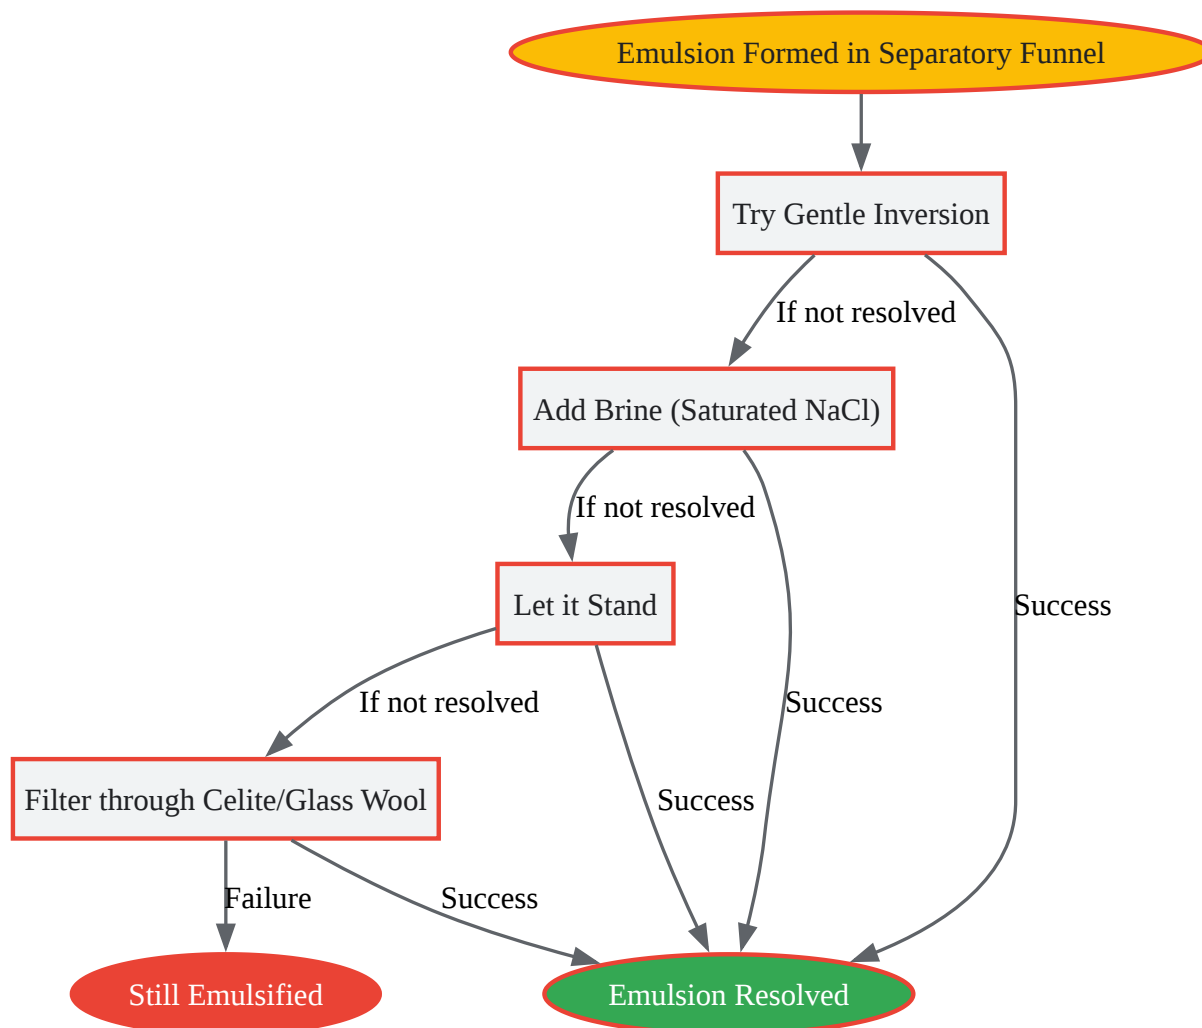 Emulsion Formed in Separatory Funnel
Try Gentle Inversion
If not resolved
Add Brine (Saturated NaCl)
If not resolved
Let it Stand
Success
If not resolved
Success
Filter through Celite/Glass Wool
Success
Failure
Success
Still Emulsified
Emulsion Resolved